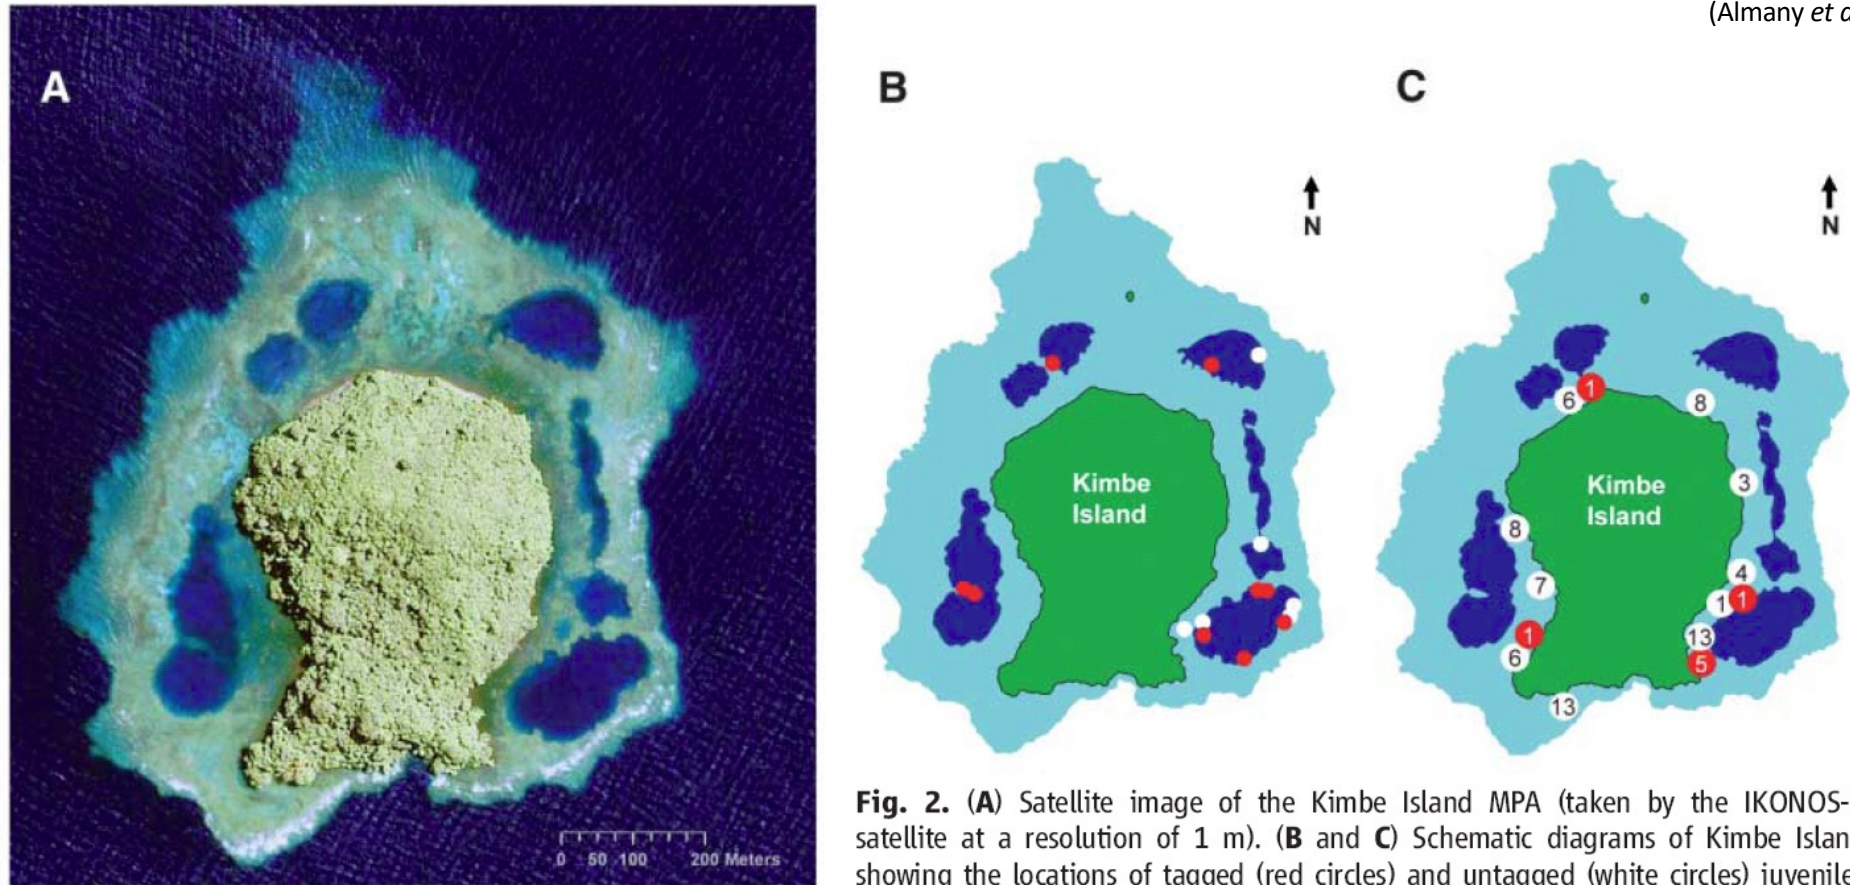 (Almany et a
A
B
C
N
N
Kimbe
Island
Kimbe
Island
1
6
8
3
8
7
4
1
1
1
13
6
5
13
0 50 100 200 Meters
Fig. 2. (A) Satellite image of the Kimbe Island MPA (taken by the IKONOS-
satellite at a resolution of 1 m). (B and C) Schematic diagrams of Kimbe Islan
showing the locations of tagged (red circles) and untagged (white circles) juvenile